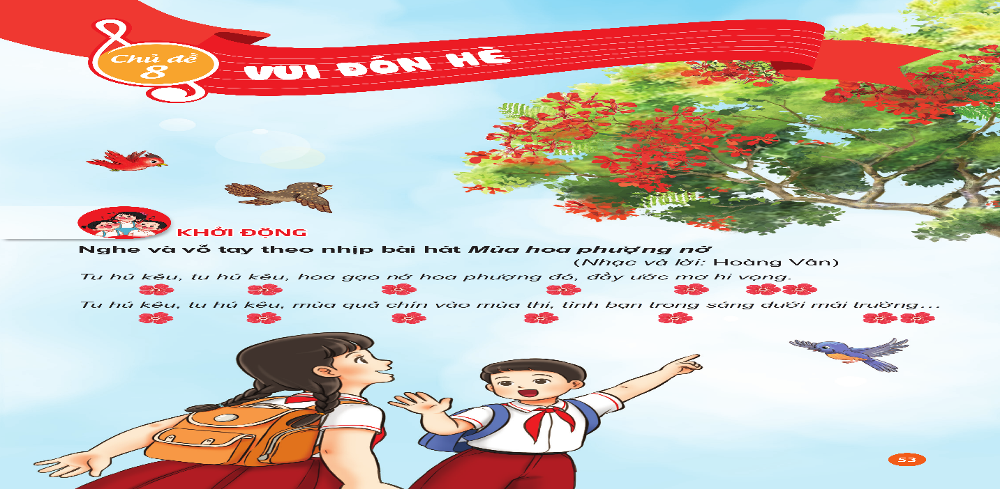 Chủ đề
8
VUI ĐÓN HÈ
KHỞI ĐỘNG
Nghe và vỗ tay theo nhịp bài hát Mùa hoa phượng nở
(Nhạc và lời: Hoàng Vân)
Tu hú kêu, tu hú kêu, hoa gạo nở hoa phượng đỏ, đầy ước mơ hi vọng.
Tu hú kêu, tu hú kêu, mùa quả chín vào mùa thi, tình bạn trong sáng dưới mái trường...
53